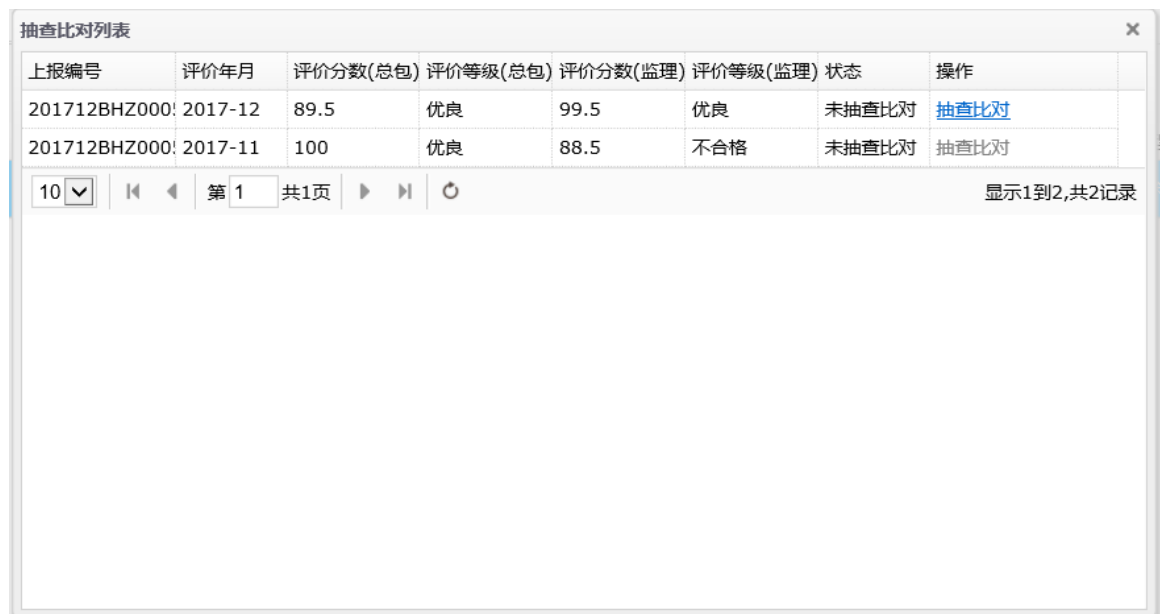 抽查比对列表
上报编号 评价年月 评价分数(总包) 评价等级(总包) 评价分数(监理) 评价等级(监理) 状态 操作
201712BHZ000 2017-12 89.5 优良 99.5 优良 未抽查比对 抽查比对
201712BHZ000 2017-11 100 优良 88.5 不合格 未抽查比对 抽查比对
10 第 1 共1页 显示1到2,共2记录